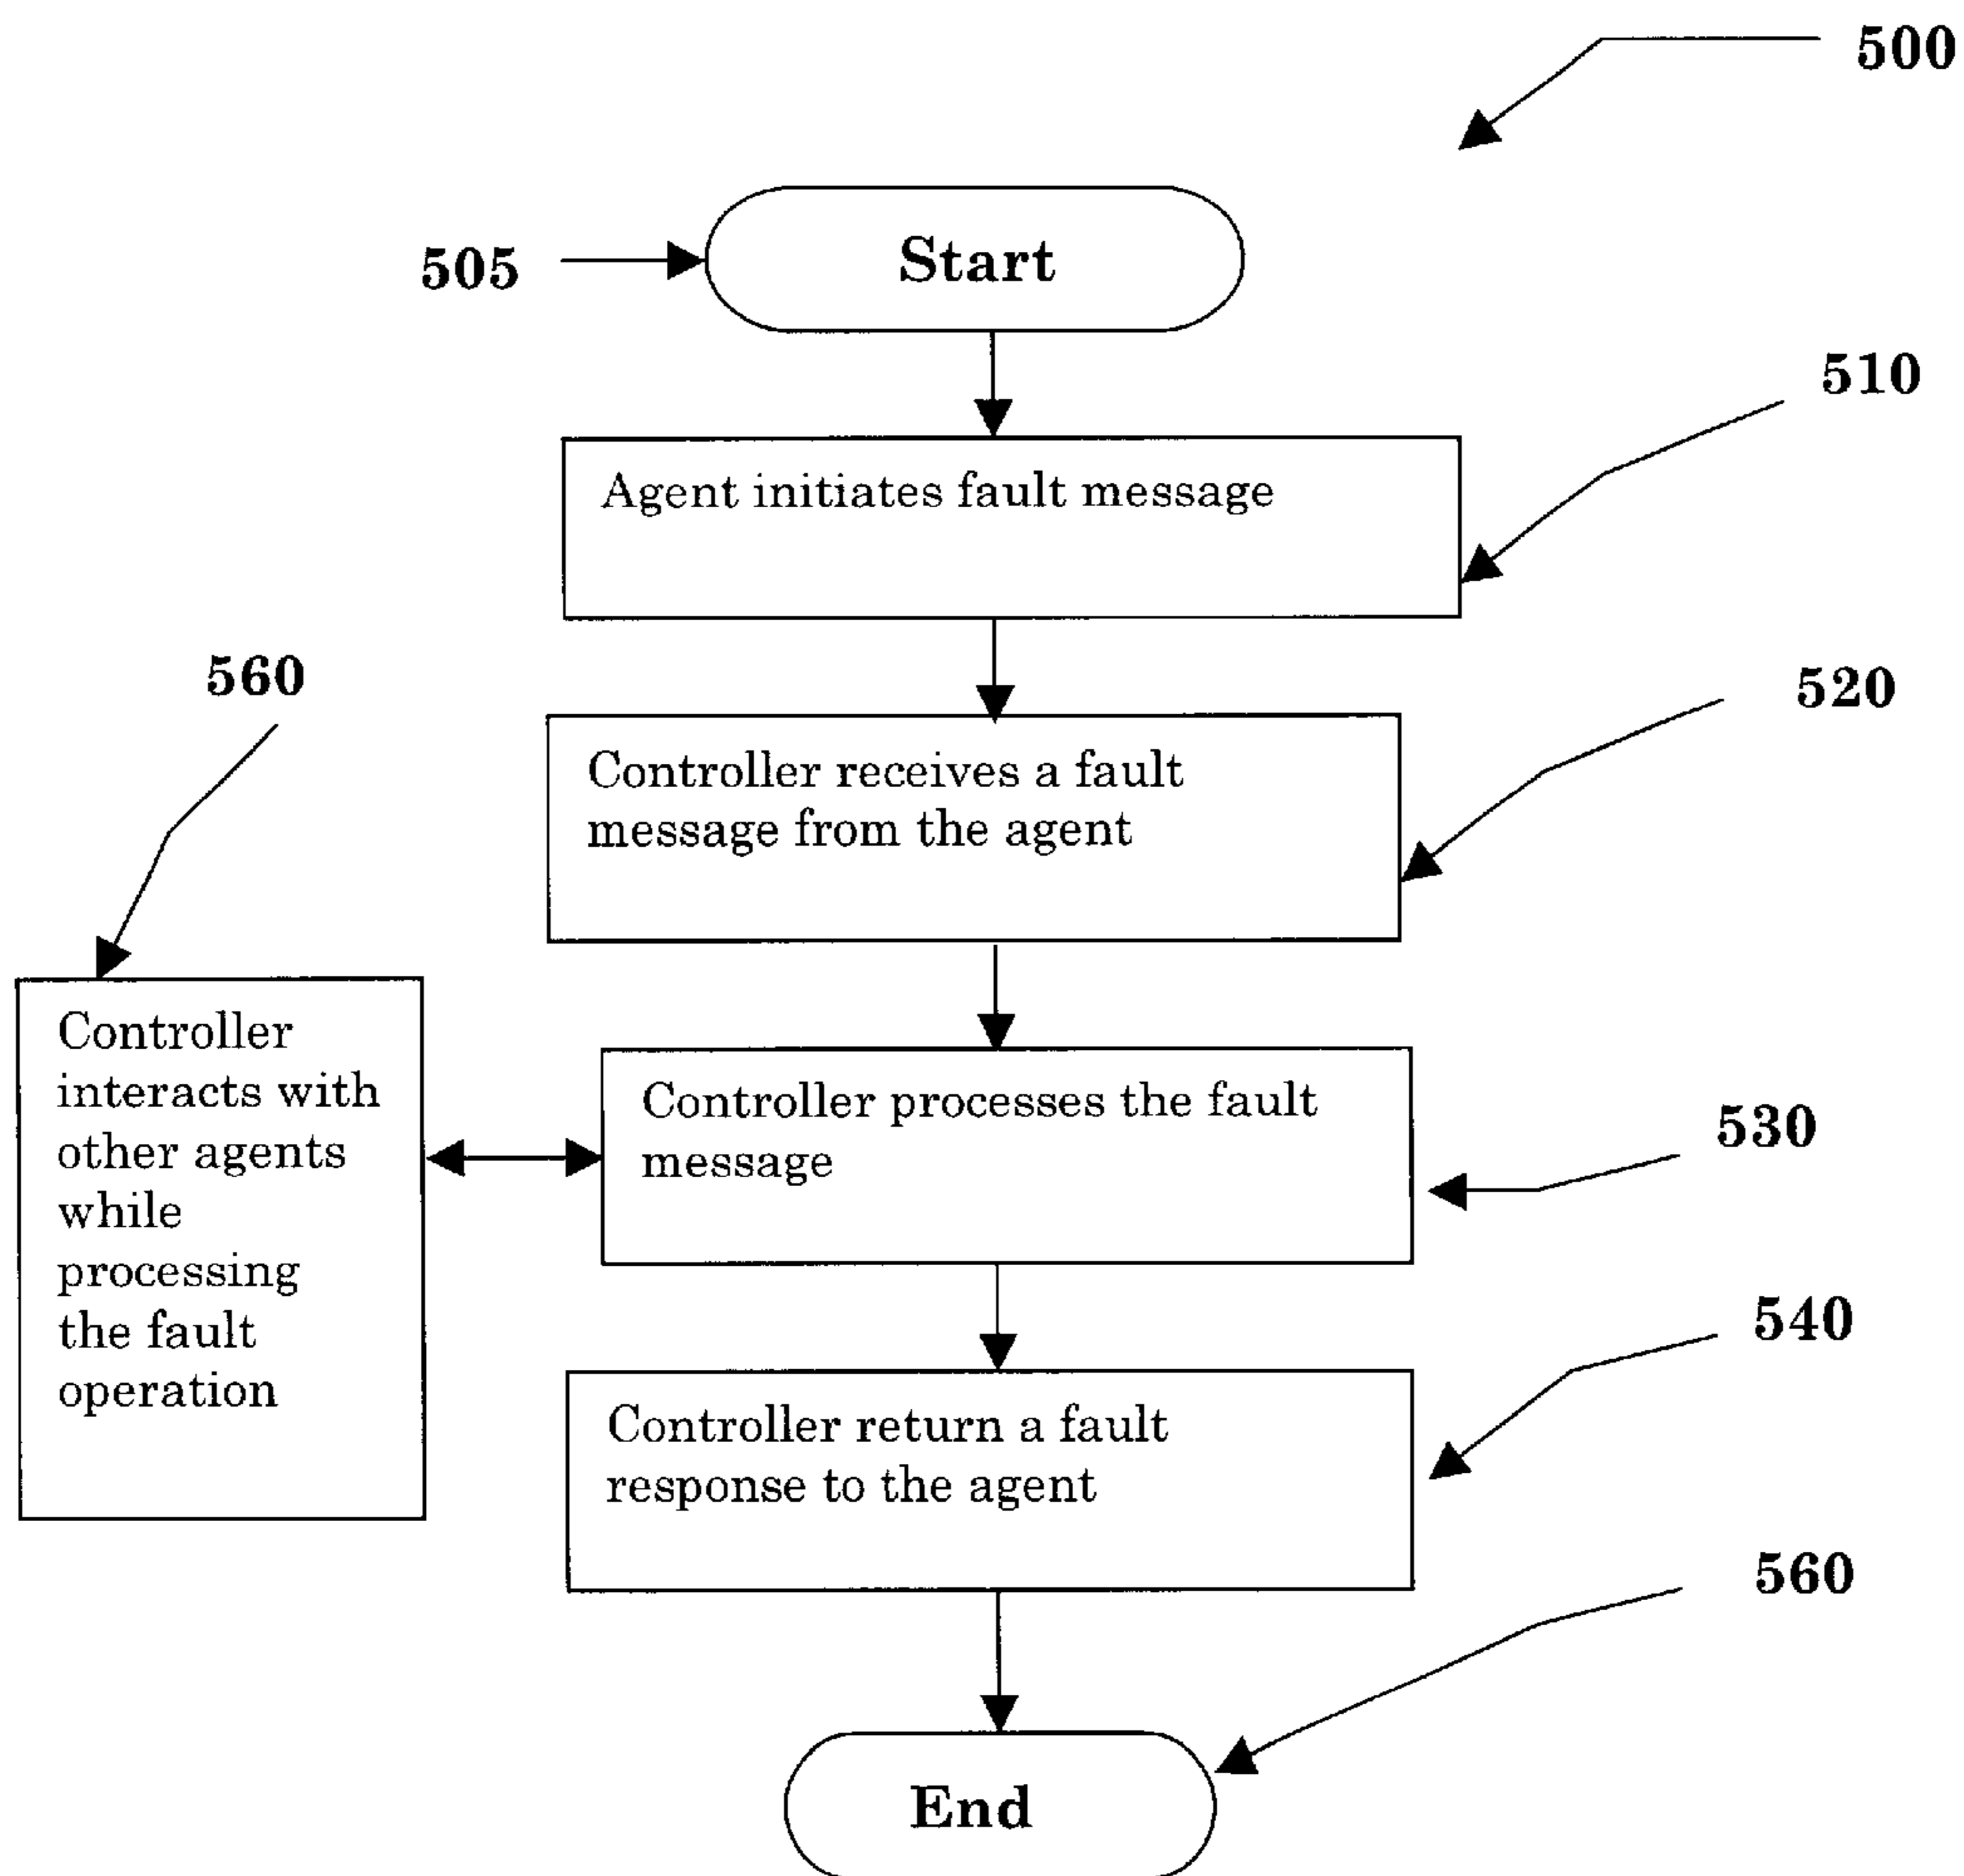 500
505
Start
510
Agent initiates fault message
560
520
Controller receives a fault
message from the agent
Controller
interacts with
other agents
while
processing
the fault
operation
Controller processes the fault
message
530
540
Controller return a fault
response to the agent
560
End